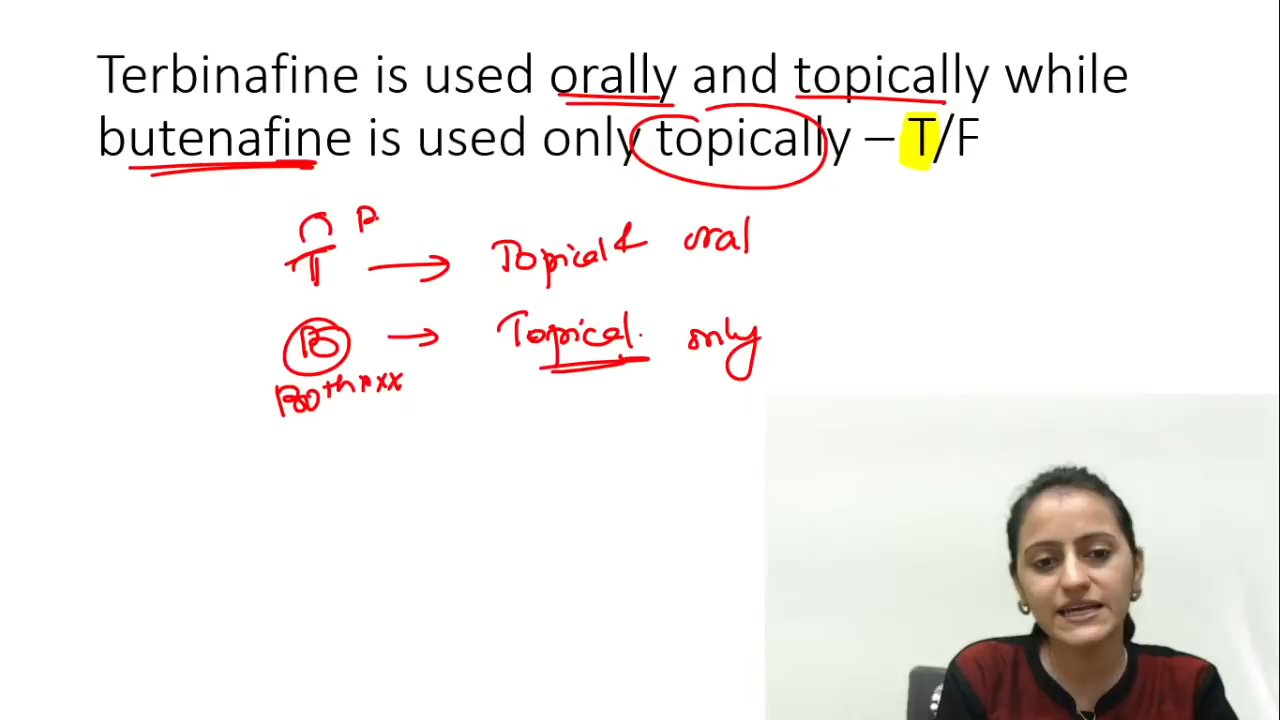 Terbinafine is used orally and topically while
butenafine is used only topically – T/F
T → Topical & oral
B → Topical. only